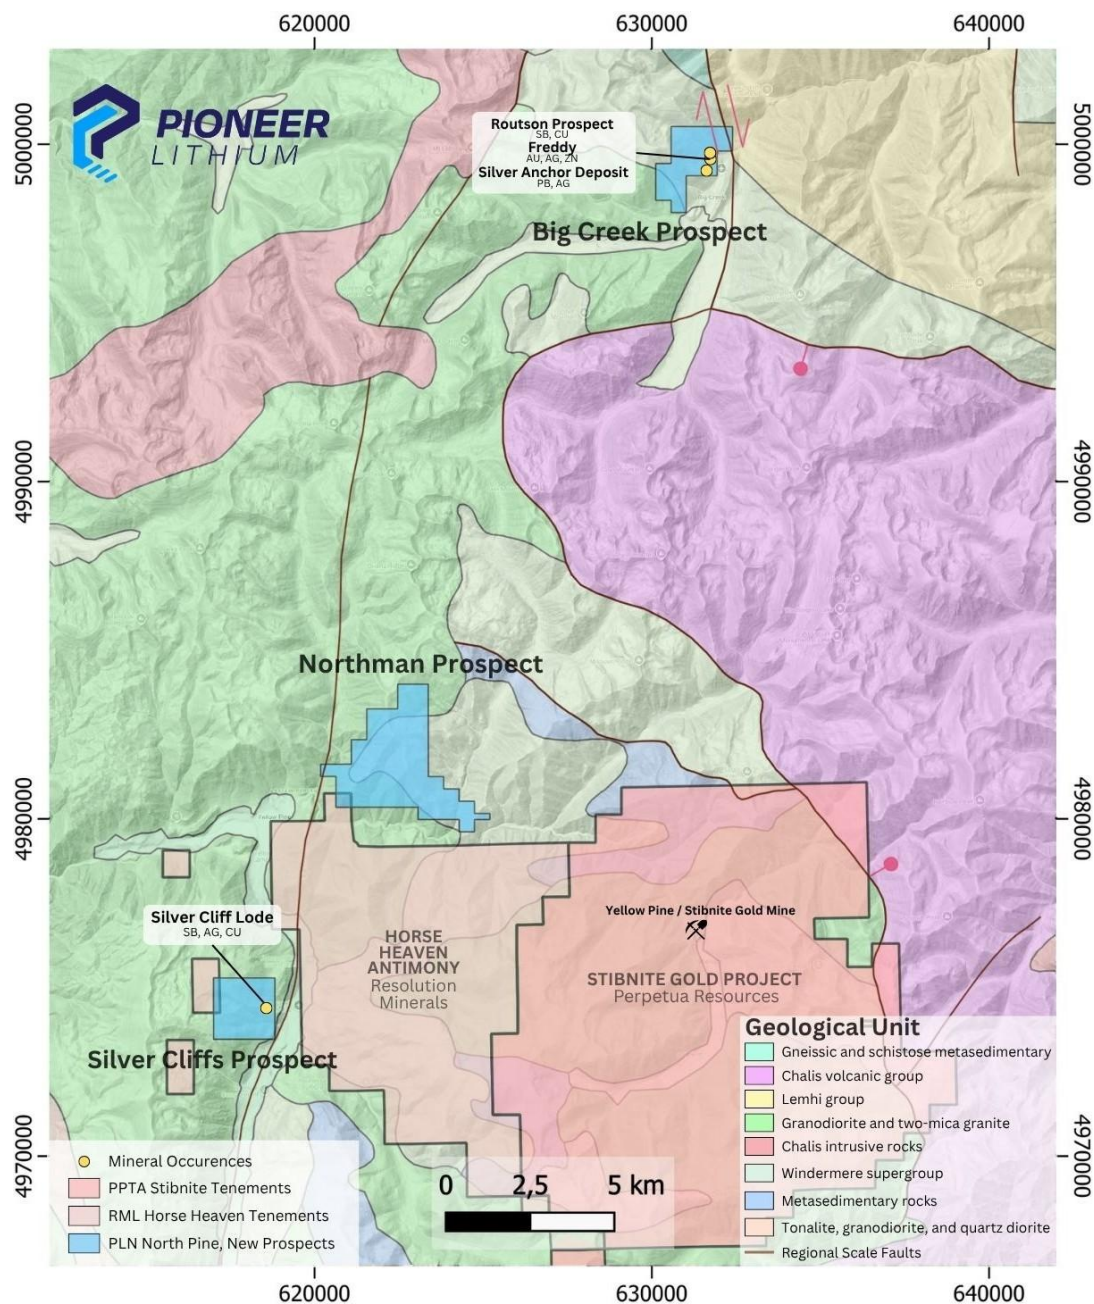 620000
630000
640000
5000000
5000000
PIONEER
LITHIUM
Routson Prospect
SB, CU
Freddy
AU, AG, ZN
Silver Anchor Deposit
PB, AG
Big Creek Prospect
4990000
4990000
Northman Prospect
4980000
4980000
Silver Cliff Lode
SB, AG, CU
Yellow Pine / Stibnite Gold Mine
HORSE
HEAVEN
ANTIMONY
Resolution
Minerals
STIBNITE GOLD PROJECT
Perpetua Resources
Silver Cliffs Prospect
Geological Unit
Gneissic and schistose metasedimentary
Chalis volcanic group
Lemhi group
Granodiorite and two-mica granite
Chalis intrusive rocks
Windermere supergroup
Metasedimentary rocks
Tonalite, granodiorite, and quartz diorite
Regional Scale Faults
4970000
4970000
Mineral Occurences
PPTA Stibnite Tenements
RML Horse Heaven Tenements
PLN North Pine, New Prospects
0 2,5 5 km
620000
630000
640000